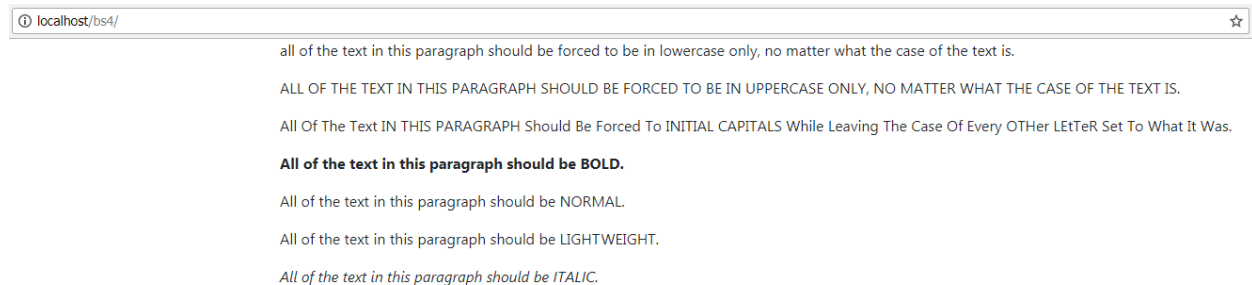 localhost/bs4/
all of the text in this paragraph should be forced to be in lowercase only, no matter what the case of the text is.
ALL OF THE TEXT IN THIS PARAGRAPH SHOULD BE FORCED TO BE IN UPPERCASE ONLY, NO MATTER WHAT THE CASE OF THE TEXT IS.
All Of The Text IN THIS PARAGRAPH Should Be Forced To INITIAL CAPITALS While Leaving The Case Of Every OTHer LEtTeR Set To What It Was.
All of the text in this paragraph should be BOLD.
All of the text in this paragraph should be NORMAL.
All of the text in this paragraph should be LIGHTWEIGHT.
All of the text in this paragraph should be ITALIC.